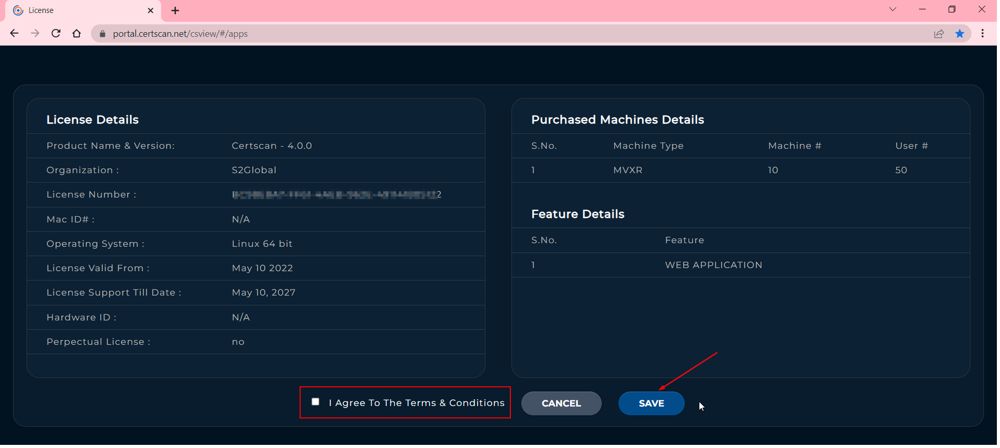 License
portal.certscan.net/csview/#/apps
License Details
Product Name & Version: Certscan - 4.0.0
Organization : S2Global
License Number :
Mac ID# : N/A
Operating System : Linux 64 bit
License Valid From : May 10 2022
License Support Till Date : May 10, 2027
Hardware ID : N/A
Perpectual License : no
Purchased Machines Details
S.No. Machine Type Machine # User #
1 MVXR 10 50
Feature Details
S.No. Feature
1 WEB APPLICATION
I Agree To The Terms & Conditions
CANCEL
SAVE